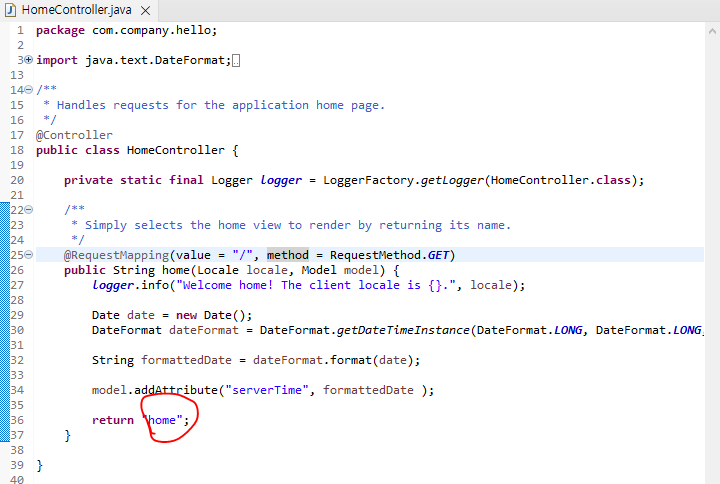 HomeController.java
1 package com.company.hello;
2
3 import java.text.DateFormat;
13
14 /**
15 * Handles requests for the application home page.
16 */
17 @Controller
18 public class HomeController {
19
20 private static final Logger logger = LoggerFactory.getLogger(HomeController.class);
21
22 /**
23 * Simply selects the home view to render by returning its name.
24 */
25 @RequestMapping(value = "/", method = RequestMethod.GET)
26 public String home(Locale locale, Model model) {
27 logger.info("Welcome home! The client locale is {}.", locale);
28
29 Date date = new Date();
30 DateFormat dateFormat = DateFormat.getDateTimeInstance(DateFormat.LONG, DateFormat.LONG,
31
32 String formattedDate = dateFormat.format(date);
33
34 model.addAttribute("serverTime", formattedDate );
35
36 return "home";
37 }
38
39 }
40